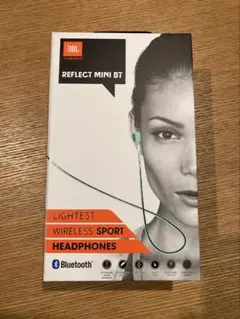 JBL
REFLECT MINI BT
LIGHTEST
WIRELESS SPORT
HEADPHONES
Bluetooth